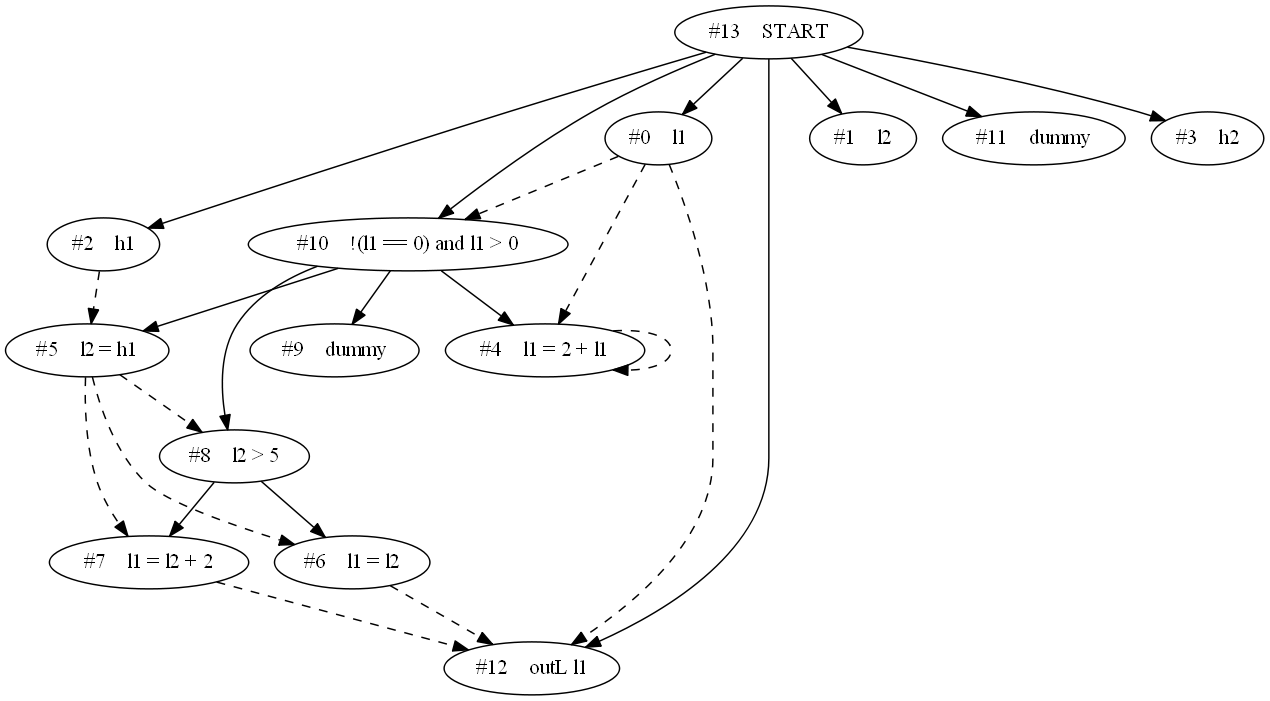 #13 START
#0 l1
#1 l2
#11 dummy
#3 h2
#2 h1
#10 !(l1 == 0) and l1 > 0
#5 l2 = h1
#9 dummy
#4 l1 = 2 + l1
#8 l2 > 5
#7 l1 = l2 + 2
#6 l1 = l2
#12 outL l1